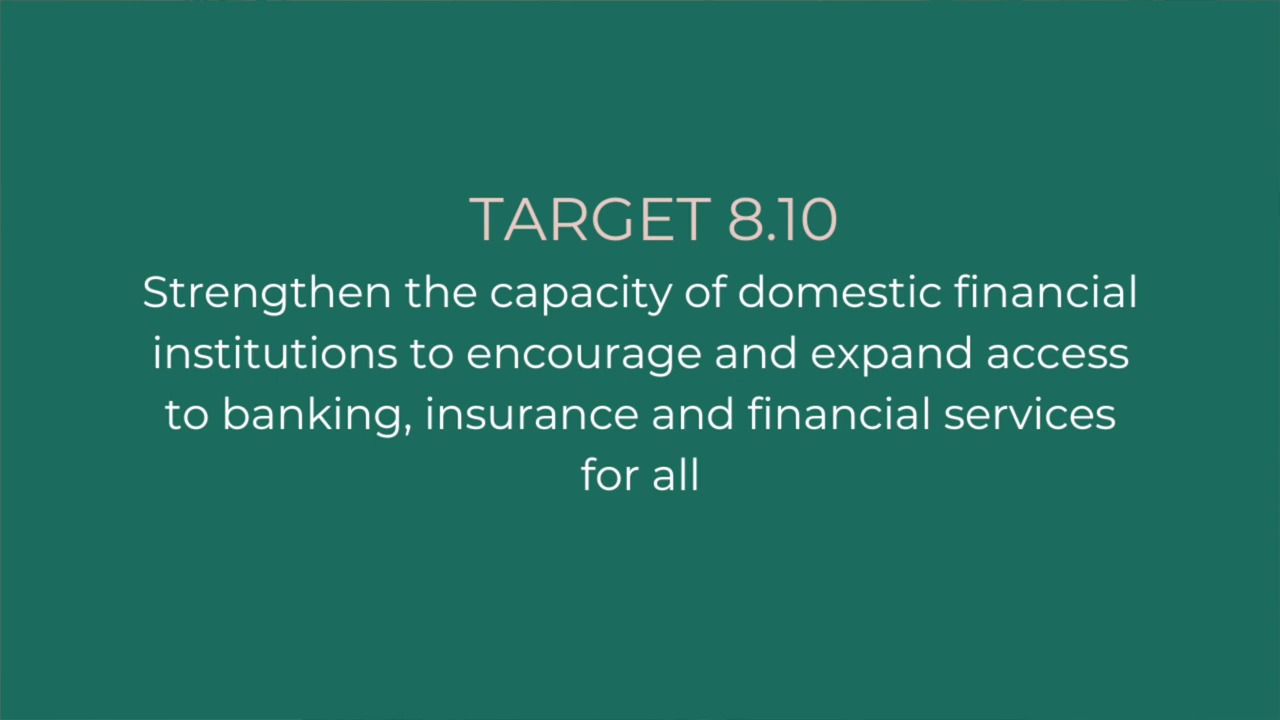 TARGET 8.10
Strengthen the capacity of domestic financial
institutions to encourage and expand access
to banking, insurance and financial services
for all